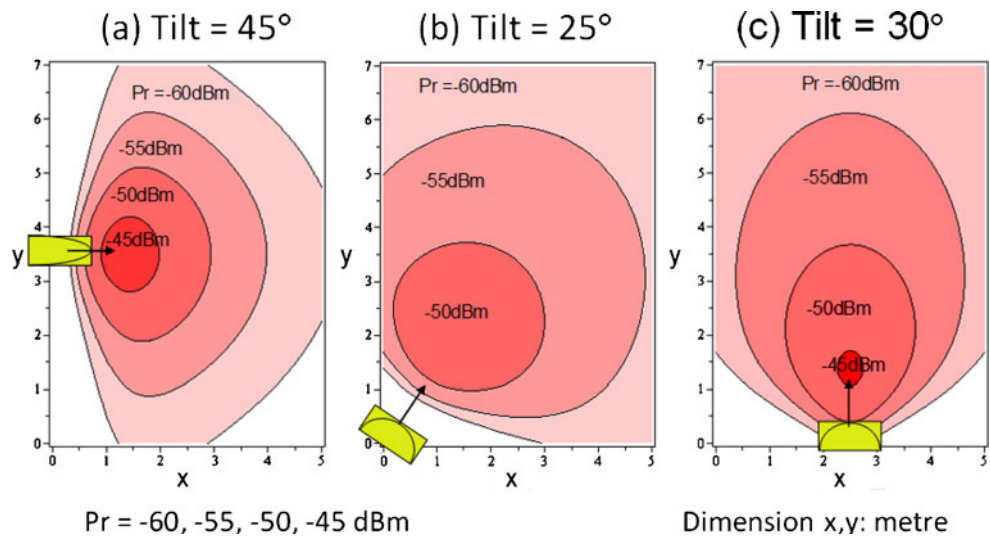 (a) Tilt = 45°
(b) Tilt = 25°
(c) Tilt = 30°
7
6
5
4
3
2
1
0
y
Pr =-60dBm
-55dBm
-50dBm
-45dBm
0 1 2 3 4 5
x
7
6
5
4
3
2
1
0
y
Pr =-60dBm
-55dBm
-50dBm
0 1 2 3 4 5
x
7
6
5
4
3
2
1
0
y
Pr =-60dBm
-55dBm
-50dBm
-45dBm
0 1 2 3 4 5
x
Pr = -60, -55, -50, -45 dBm
Dimension x,y: metre